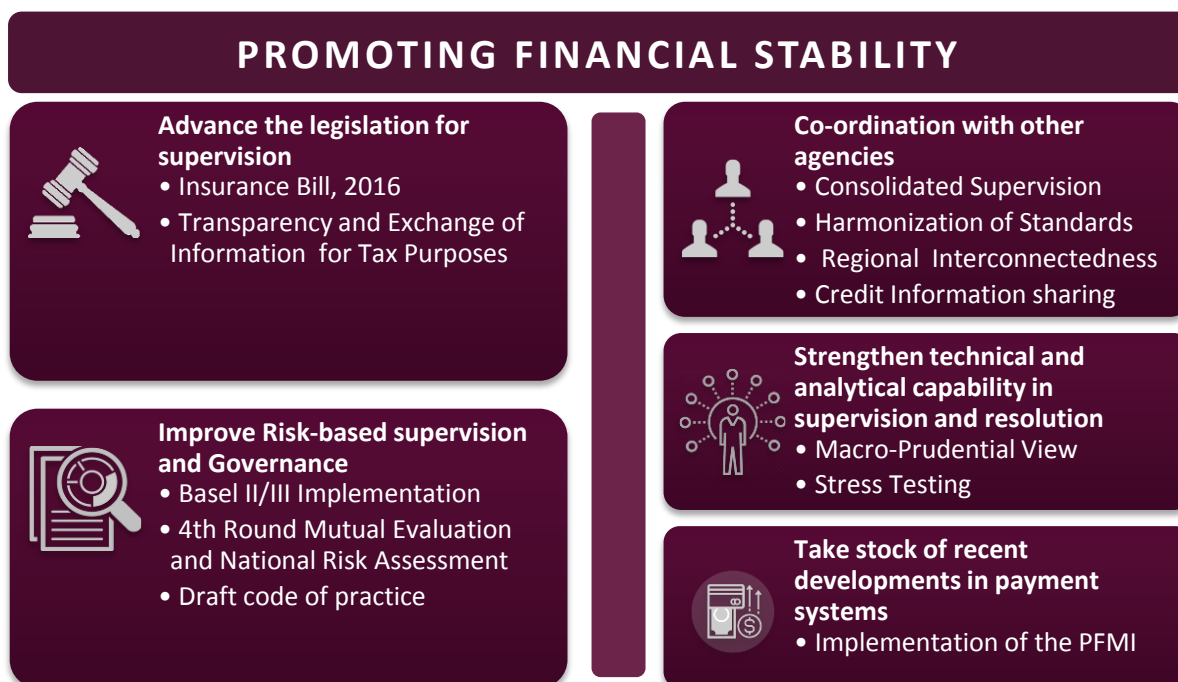 PROMOTING FINANCIAL STABILITY
Advance the legislation for
supervision
• Insurance Bill, 2016
• Transparency and Exchange of
Information for Tax Purposes
Improve Risk-based supervision
and Governance
• Basel II/III Implementation
• 4th Round Mutual Evaluation
and National Risk Assessment
• Draft code of practice
Co-ordination with other
agencies
• Consolidated Supervision
• Harmonization of Standards
• Regional Interconnectedness
• Credit Information sharing
Strengthen technical and
analytical capability in
supervision and resolution
• Macro-Prudential View
• Stress Testing
Take stock of recent
developments in payment
systems
• Implementation of the PFMI
$